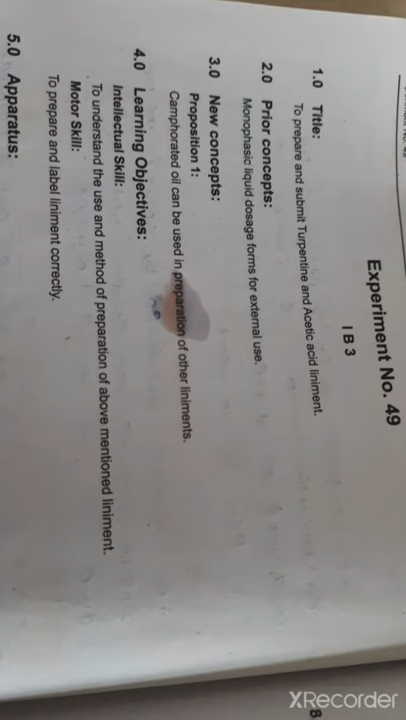 Experiment No. 49
I B 3
1.0 Title:
To prepare and submit Turpentine and Acetic acid liniment.
2.0 Prior concepts:
Monophasic liquid dosage forms for external use.
3.0 New concepts:
Proposition 1:
Camphorated oil can be used in preparation of other liniments.
4.0 Learning Objectives:
Intellectual Skill:
To understand the use and method of preparation of above mentioned liniment.
Motor Skill:
To prepare and label liniment correctly.
5.0 Apparatus:
8
XRecorder